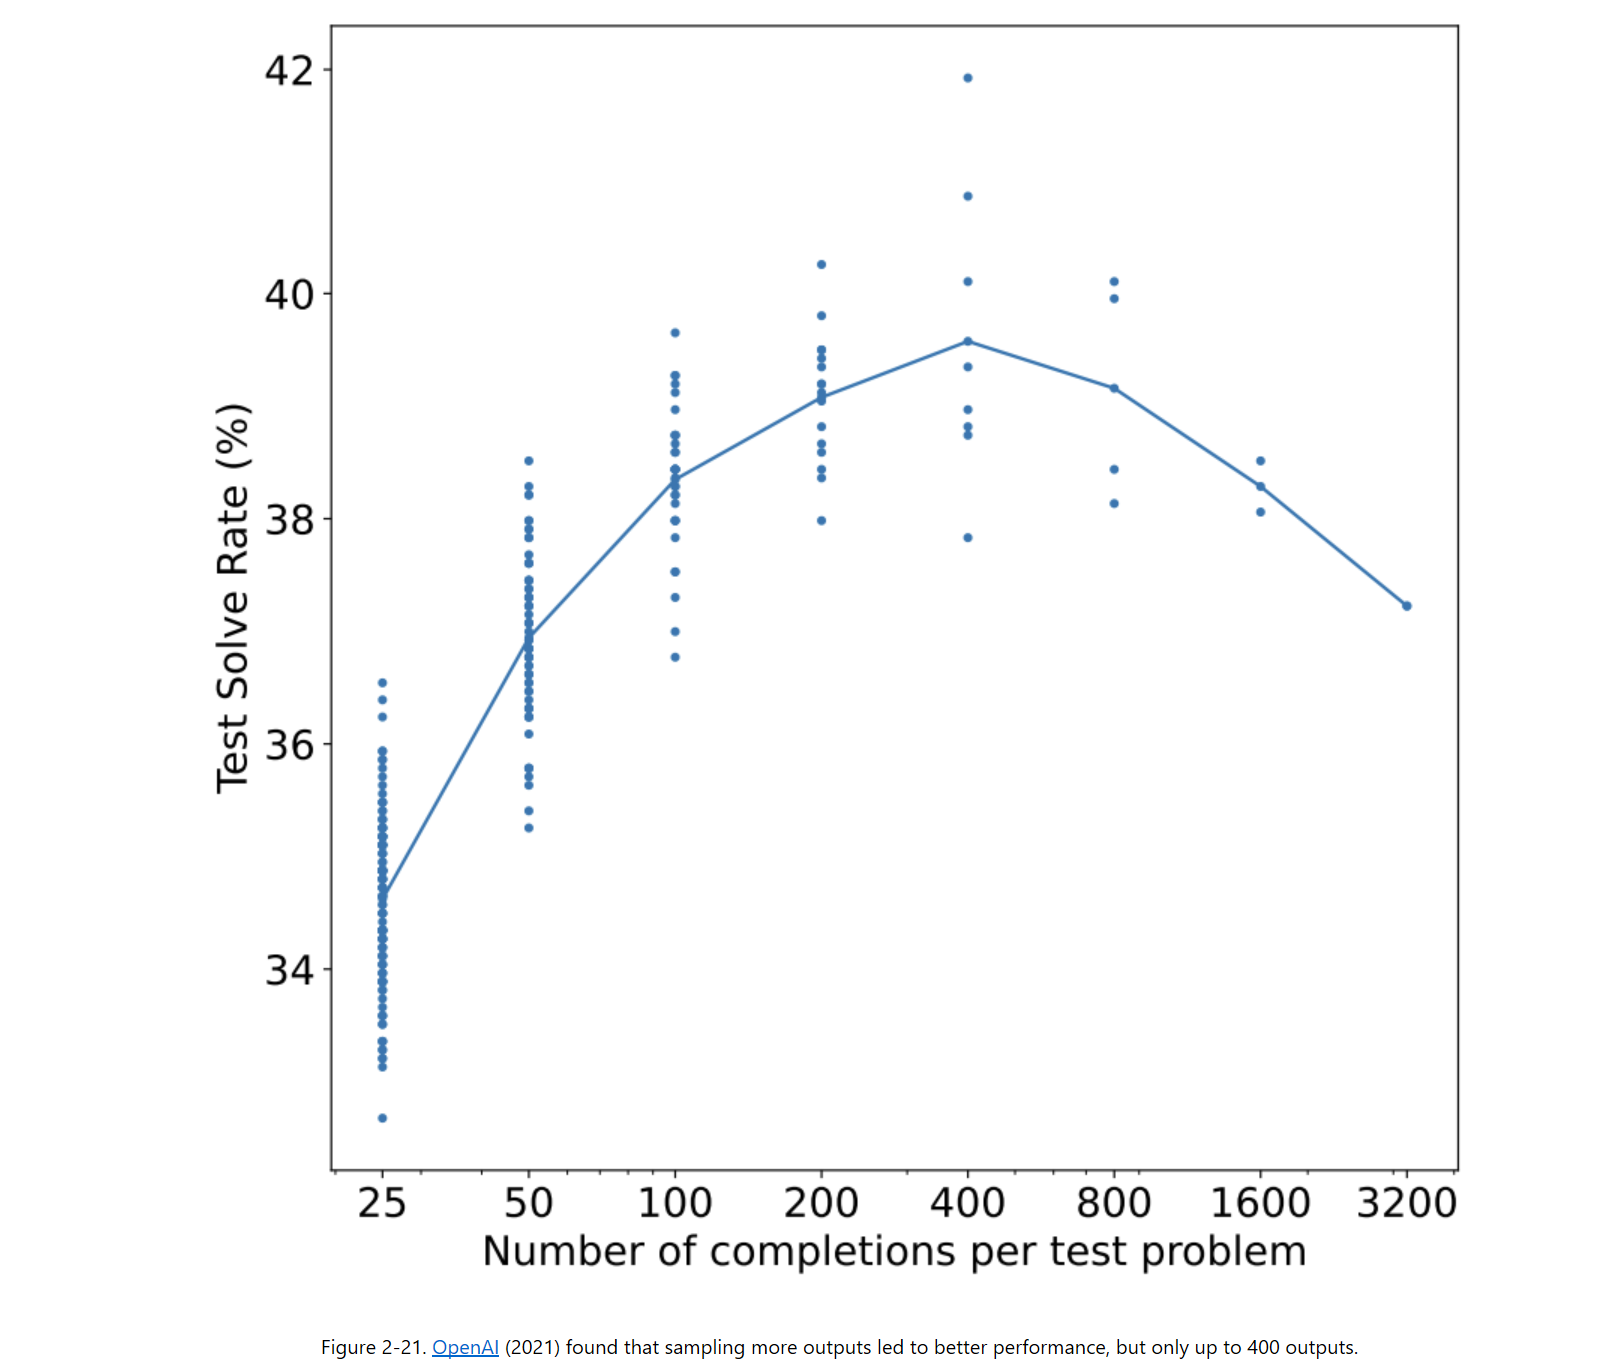 42
40
38
36
34
Test Solve Rate (%)
25 50 100 200 400 800 1600 3200
Number of completions per test problem
Figure 2-21. OpenAI (2021) found that sampling more outputs led to better performance, but only up to 400 outputs.